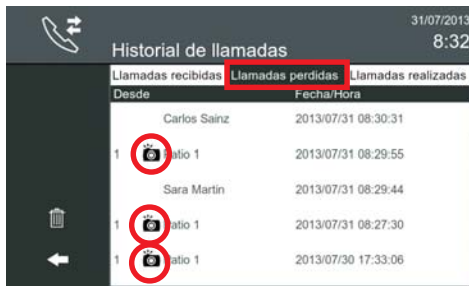 31/07/2013
Historial de llamadas 8:32
Llamadas recibidas Llamadas perdidas Llamadas realizadas
Desde Fecha/Hora
Carlos Sainz 2013/07/31 08:30:31
1 Patio 1 2013/07/31 08:29:55
Sara Martin 2013/07/31 08:29:44
1 Patio 1 2013/07/31 08:27:30
1 Patio 1 2013/07/30 17:33:06